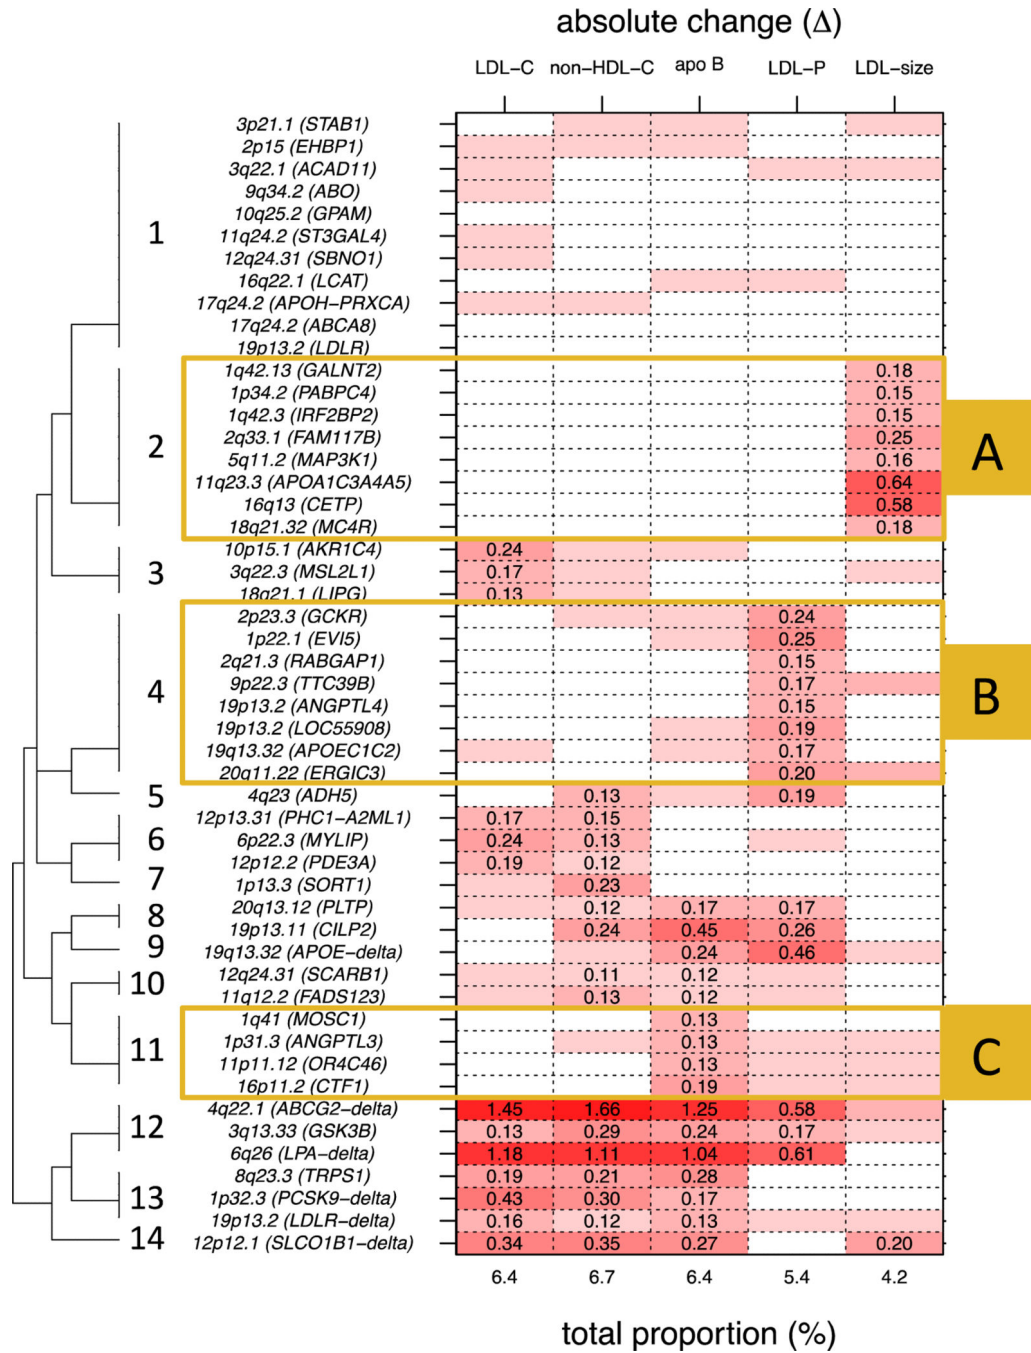 absolute change (Δ)
LDL−C non−HDL−C apo B LDL−P LDL−size
3p21.1 (STAB1)
2p15 (EHBP1)
3q22.1 (ACAD11)
9q34.2 (ABO)
10q25.2 (GPAM)
1
11q24.2 (ST3GAL4)
12q24.31 (SBNO1)
16q22.1 (LCAT)
17q24.2 (APOH−PRXCA)
17q24.2 (ABCA8)
19p13.2 (LDLR)
1q42.13 (GALNT2) 0.18
1p34.2 (PABPC4) 0.15
1q42.3 (IRF2BP2) 0.15
2 2q33.1 (FAM117B) 0.25 A
5q11.2 (MAP3K1) 0.16
11q23.3 (APOA1C3A4A5) 0.64
16q13 (CETP) 0.58
18q21.32 (MC4R) 0.18
10p15.1 (AKR1C4) 0.24
3 3q22.3 (MSL2L1) 0.17
18q21.1 (LIPG) 0.13
2p23.3 (GCKR) 0.24
1p22.1 (EVI5) 0.25
2q21.3 (RABGAP1) 0.15
4 9p22.3 (TTC39B) 0.17 B
19p13.2 (ANGPTL4) 0.15
19p13.2 (LOC55908) 0.19
19q13.32 (APOEC1C2) 0.17
20q11.22 (ERGIC3) 0.20
5 4q23 (ADH5) 0.13 0.19
12p13.31 (PHC1−A2ML1) 0.17 0.15
6 6p22.3 (MYLIP) 0.24 0.13
12p12.2 (PDE3A) 0.19 0.12
7 1p13.3 (SORT1) 0.23
8 20q13.12 (PLTP) 0.12 0.17 0.17
19p13.11 (CILP2) 0.24 0.45 0.26
9 19q13.32 (APOE−delta) 0.24 0.46
10 12q24.31 (SCARB1) 0.11 0.12
11q12.2 (FADS123) 0.13 0.12
1q41 (MOSC1) 0.13
11 1p31.3 (ANGPTL3) 0.13 C
11p11.12 (OR4C46) 0.13
16p11.2 (CTF1) 0.19
4q22.1 (ABCG2−delta) 1.45 1.66 1.25 0.58
12 3q13.33 (GSK3B) 0.13 0.29 0.24 0.17
6q26 (LPA−delta) 1.18 1.11 1.04 0.61
8q23.3 (TRPS1) 0.19 0.21 0.28
13 1p32.3 (PCSK9−delta) 0.43 0.30 0.17
19p13.2 (LDLR−delta) 0.16 0.12 0.13
14 12p12.1 (SLCO1B1−delta) 0.34 0.35 0.27 0.20
6.4 6.7 6.4 5.4 4.2
total proportion (%)